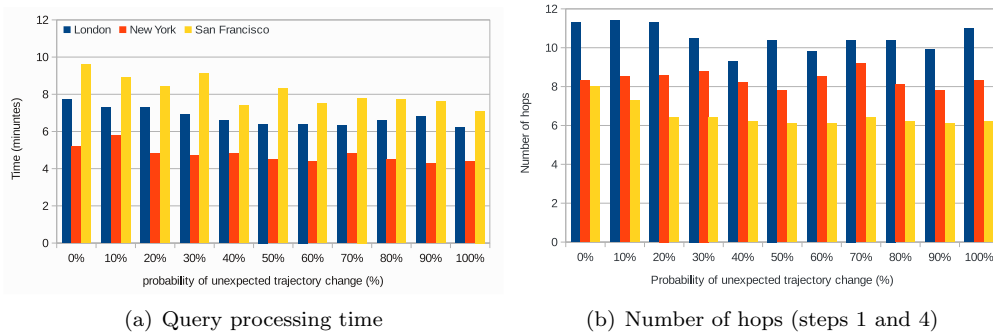 12
London New York San Francisco
10
8
6
4
2
0
Time (minuntes)
0% 10% 20% 30% 40% 50% 60% 70% 80% 90% 100%
probability of unexpected trajectory change (%)
(a) Query processing time
12
10
8
6
4
2
0
Number of hops
0% 10% 20% 30% 40% 50% 60% 70% 80% 90% 100%
Probability of unexpected trajectory change (%)
(b) Number of hops (steps 1 and 4)